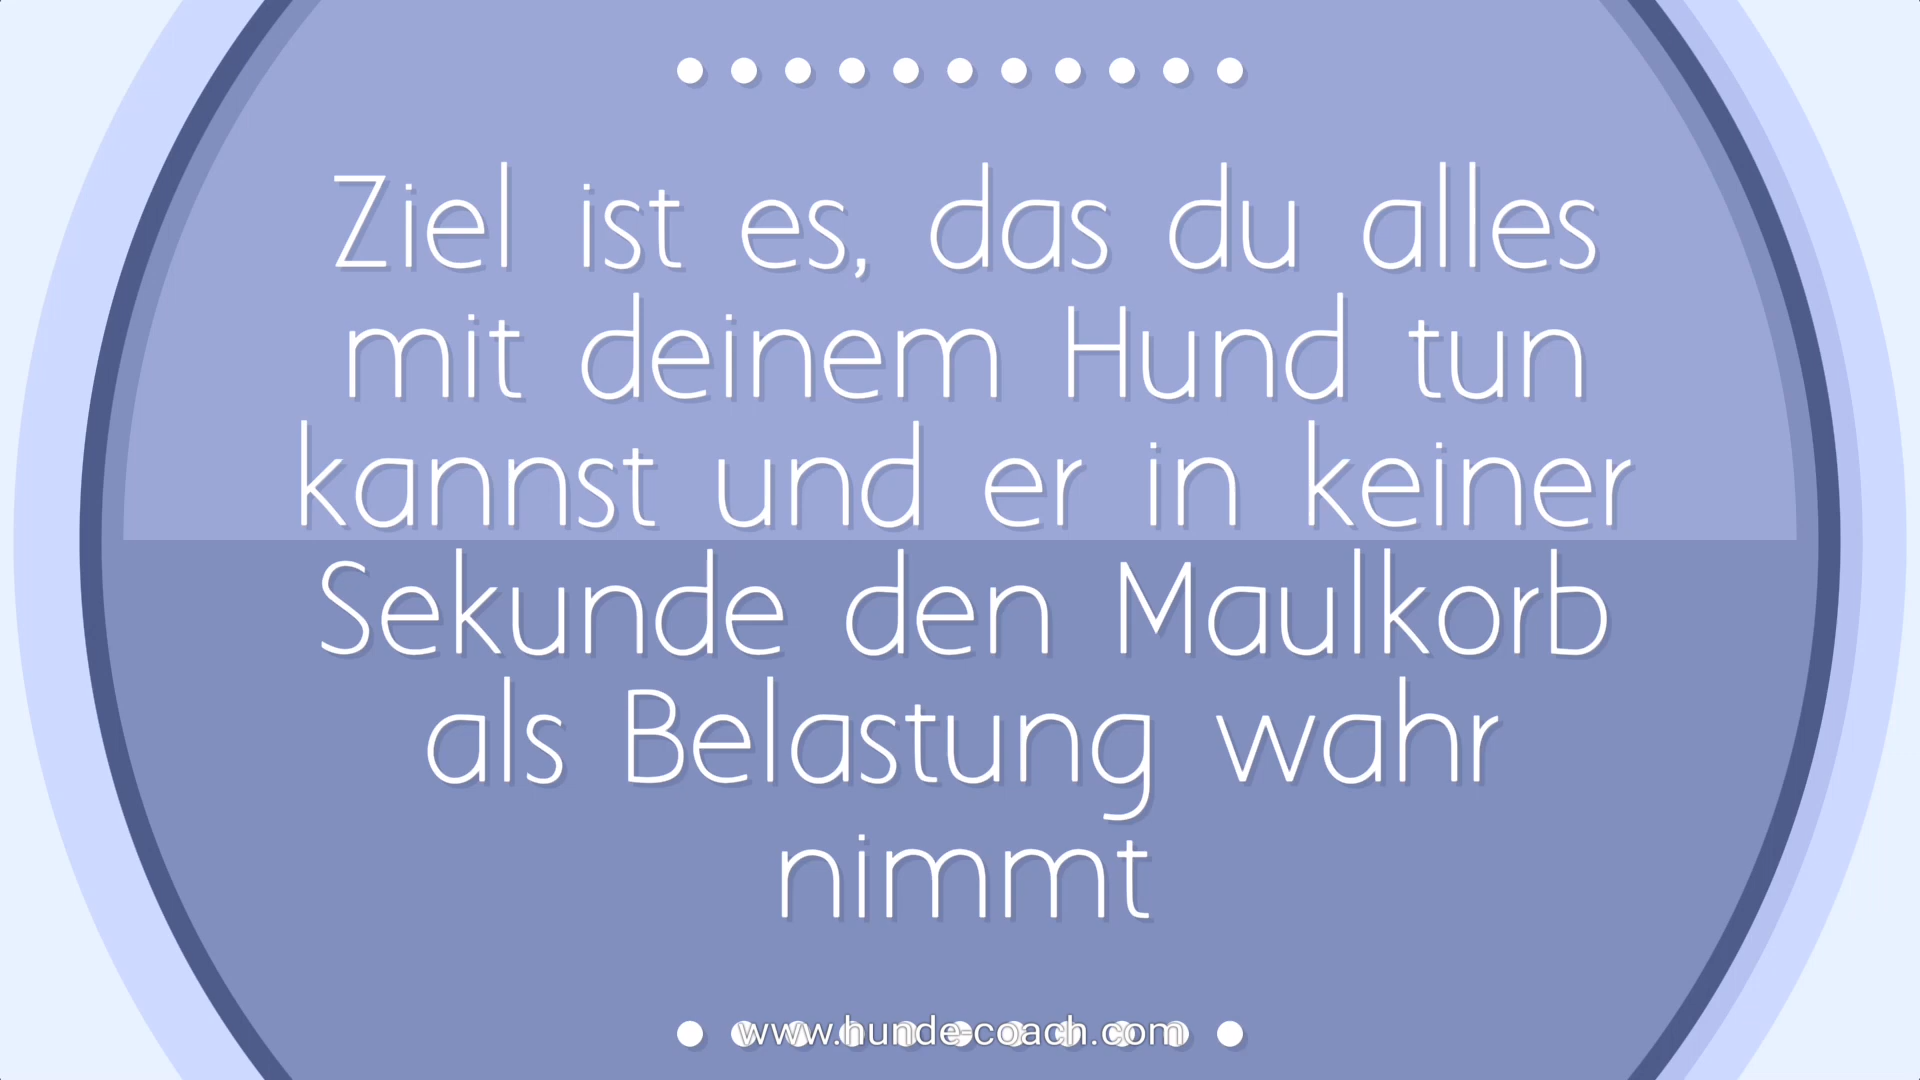 Ziel ist es, das du alles
mit deinem Hund tun
kannst und er in keiner
Sekunde den Maulkorb
als Belastung wahr
nimmt
www.hunde-coach.com